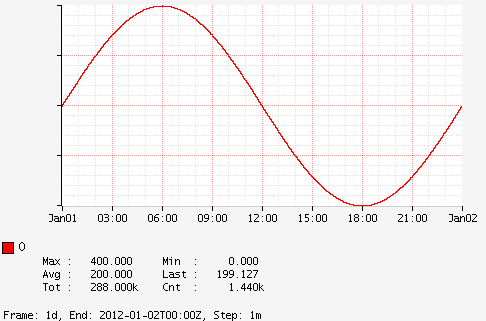 Jan01 03:00 06:00 09:00 12:00 15:00 18:00 21:00 Jan02
0
Max : 400.000 Min : 0.000
Avg : 200.000 Last : 199.127
Tot : 288.000k Cnt : 1.440k
Frame: 1d, End: 2012-01-02T00:00Z, Step: 1m